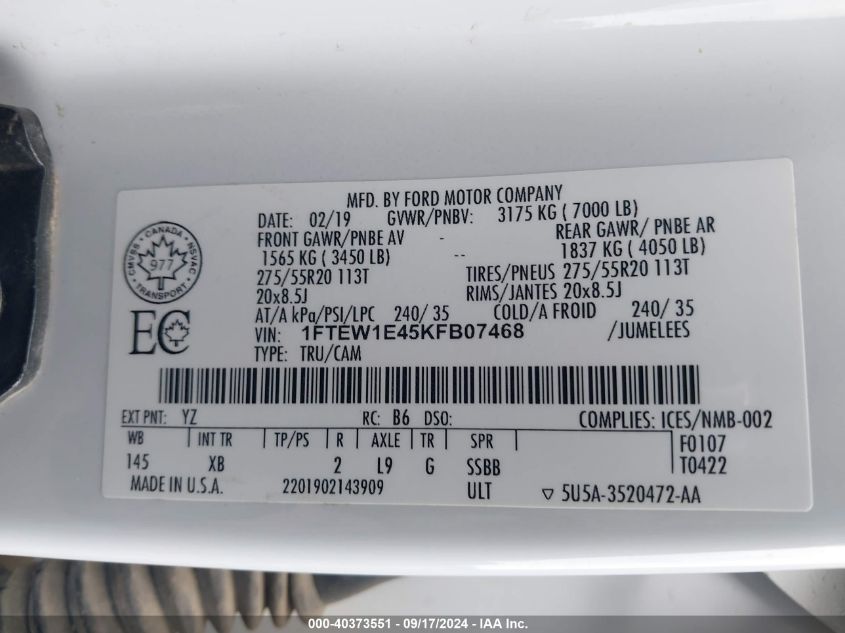 MFD. BY FORD MOTOR COMPANY
DATE: 02/19 GVWR/PNBV: 3175 KG ( 7000 LB)
FRONT GAWR/PNBE AV - REAR GAWR/ PNBE AR
1565 KG ( 3450 LB) -- 1837 KG ( 4050 LB)
275/55R20 113T TIRES/PNEUS 275/55R20 113T
20x8.5J RIMS/JANTES 20x8.5J
AT/A kPa/PSI/LPC 240/ 35 COLD/A FROID 240/ 35
VIN: 1FTEW1E45KFB07468 /JUMELEES
TYPE: TRU/CAM
CMVSS CANADA NSVAC
977
TRANSPORT
EC
EXT PNT: YZ RC: B6 DSO: COMPLIES: ICES/NMB-002
WB INT TR TP/PS R AXLE TR SPR F0107
145 XB 2 L9 G SSBB T0422
MADE IN U.S.A. 2201902143909 ULT ▽ 5U5A-3520472-AA
000-40373551 - 09/17/2024 - IAA Inc.